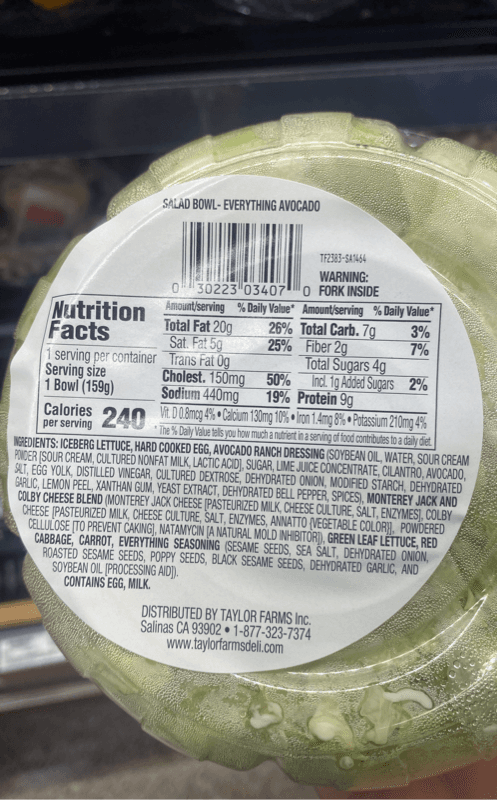 SALAD BOWL- EVERYTHING AVOCADO
0 30223 03407 0
TF2383-SA1464
WARNING:
FORK INSIDE
Nutrition
Facts
1 serving per container
Serving size
1 Bowl (159g)
Calories
per serving 240
Amount/serving % Daily Value* Amount/serving % Daily Value*
Total Fat 20g 26% Total Carb. 7g 3%
Sat. Fat 5g 25% Fiber 2g 7%
Trans Fat 0g Total Sugars 4g
Cholest. 150mg 50% Incl. 1g Added Sugars 2%
Sodium 440mg 19% Protein 9g
Vit. D 0.8mcg 4% • Calcium 130mg 10% • Iron 1.4mg 8% • Potassium 210mg 4%
*The % Daily Value tells you how much a nutrient in a serving of food contributes to a daily diet.
INGREDIENTS: ICEBERG LETTUCE, HARD COOKED EGG, AVOCADO RANCH DRESSING (SOYBEAN OIL, WATER, SOUR CREAM
POWDER [SOUR CREAM, CULTURED NONFAT MILK, LACTIC ACID], SUGAR, LIME JUICE CONCENTRATE, CILANTRO, AVOCADO,
SALT, EGG YOLK, DISTILLED VINEGAR, CULTURED DEXTROSE, DEHYDRATED ONION, MODIFIED STARCH, DEHYDRATED
GARLIC, LEMON PEEL, XANTHAN GUM, YEAST EXTRACT, DEHYDRATED BELL PEPPER, SPICES), MONTEREY JACK AND
COLBY CHEESE BLEND (MONTEREY JACK CHEESE [PASTEURIZED MILK, CHEESE CULTURE, SALT, ENZYMES], COLBY
CHEESE [PASTEURIZED MILK, CHEESE CULTURE, SALT, ENZYMES, ANNATTO (VEGETABLE COLOR)], POWDERED
CELLULOSE [TO PREVENT CAKING], NATAMYCIN [A NATURAL MOLD INHIBITOR]), GREEN LEAF LETTUCE, RED
CABBAGE, CARROT, EVERYTHING SEASONING (SESAME SEEDS, SEA SALT, DEHYDRATED ONION,
ROASTED SESAME SEEDS, POPPY SEEDS, BLACK SESAME SEEDS, DEHYDRATED GARLIC, AND
SOYBEAN OIL [PROCESSING AID]).
CONTAINS EGG, MILK.
DISTRIBUTED BY TAYLOR FARMS Inc.
Salinas CA 93902 • 1-877-323-7374
www.taylorfarmsdeli.com